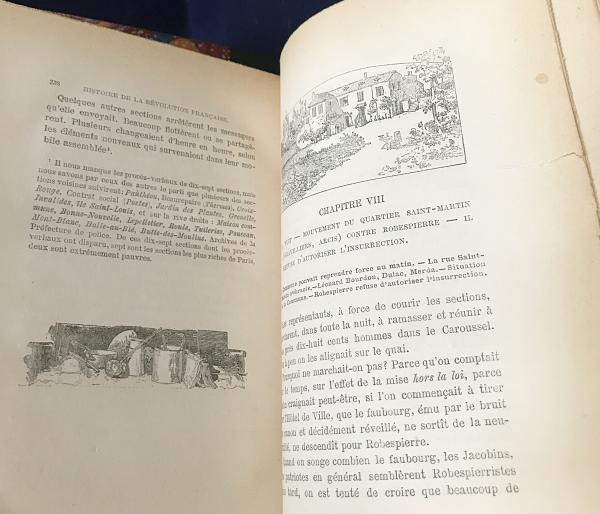 238
HISTOIRE DE LA RÉVOLUTION FRANÇAISE.
Quelques autres sections arrêtèrent les messagers
qu'elle envoyait. Beaucoup flottèrent ou se partagè-
rent. Plusieurs changeaient d'heure en heure, selon
les éléments nouveaux qui survenaient dans leur mo-
bile assemblée¹.
¹ Il nous manque les procès-verbaux de dix-sept sections, mais
nous savons par ceux des autres le parti que plusieurs des sec-
tions voisines suivirent: Panthéon, Beaurepaire (Thermes), Croix-
Rouge, Contrat social (Postes), Jardin des Plantes, Grenelle,
Invalides, île Saint-Louis, et sur la rive droite : Maison com-
mune, Bonne-Nouvelle, Lepelletier, Roule, Tuileries, Ponceau,
Mont-Blanc, Halle-au-Blé, Butte-des-Moulins. Archives de la
Préfecture de police. De ces dix-sept sections dont les procès-
verbaux ont disparu, sept sont les sections les plus riches de Paris,
deux sont extrêmement pauvres.
CHAPITRE VIII
— MOUVEMENT DU QUARTIER SAINT-MARTIN
ARCIS) CONTRE ROBESPIERRE — IL
D'AUTORISER L'INSURRECTION.
pouvait reprendre force au matin. — La rue Saint-
— Léonard Bourdon, Dulac, Merda. — Situation
— Robespierre refuse d'autoriser l'insurrection.
représentants, à force de courir les sections,
dans toute la nuit, à ramasser et réunir à
près dix-huit cents hommes dans le Carousel.
à peu on les alignait sur le quai.
Pourquoi ne marchait-on pas? Parce qu'on comptait
le temps, sur l'effet de la mise hors la loi, parce
craignait peut-être, si l'on commençait à tirer
l'Hôtel de Ville, que le faubourg, ému par le bruit
canon et décidément réveillé, ne sortît de la neu-
ne descendît pour Robespierre.
Quand on songe combien le faubourg, les Jacobins,
patriotes en général semblèrent Robespierristes
tard, on est tenté de croire que beaucoup de